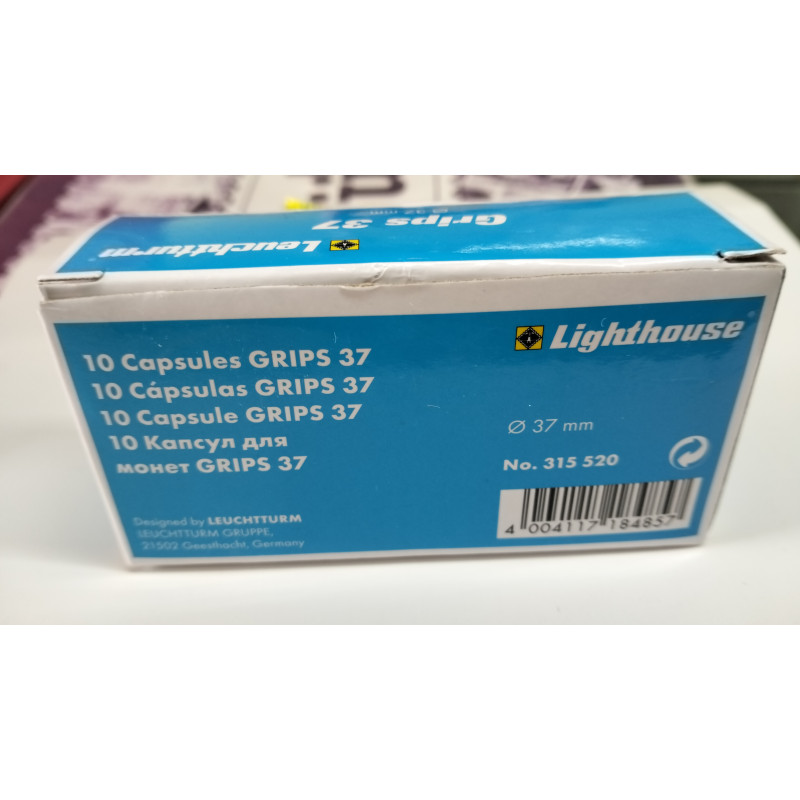 Grips 37
Ø 37 mm
Leuchtturm
Lighthouse®
10 Capsules GRIPS 37
10 Cápsulas GRIPS 37
10 Capsule GRIPS 37
10 Капсул для
монет GRIPS 37
Ø 37 mm
No. 315 520
4 004117 184857
Designed by LEUCHTTURM
LEUCHTTURM GRUPPE,
21502 Geesthacht, Germany